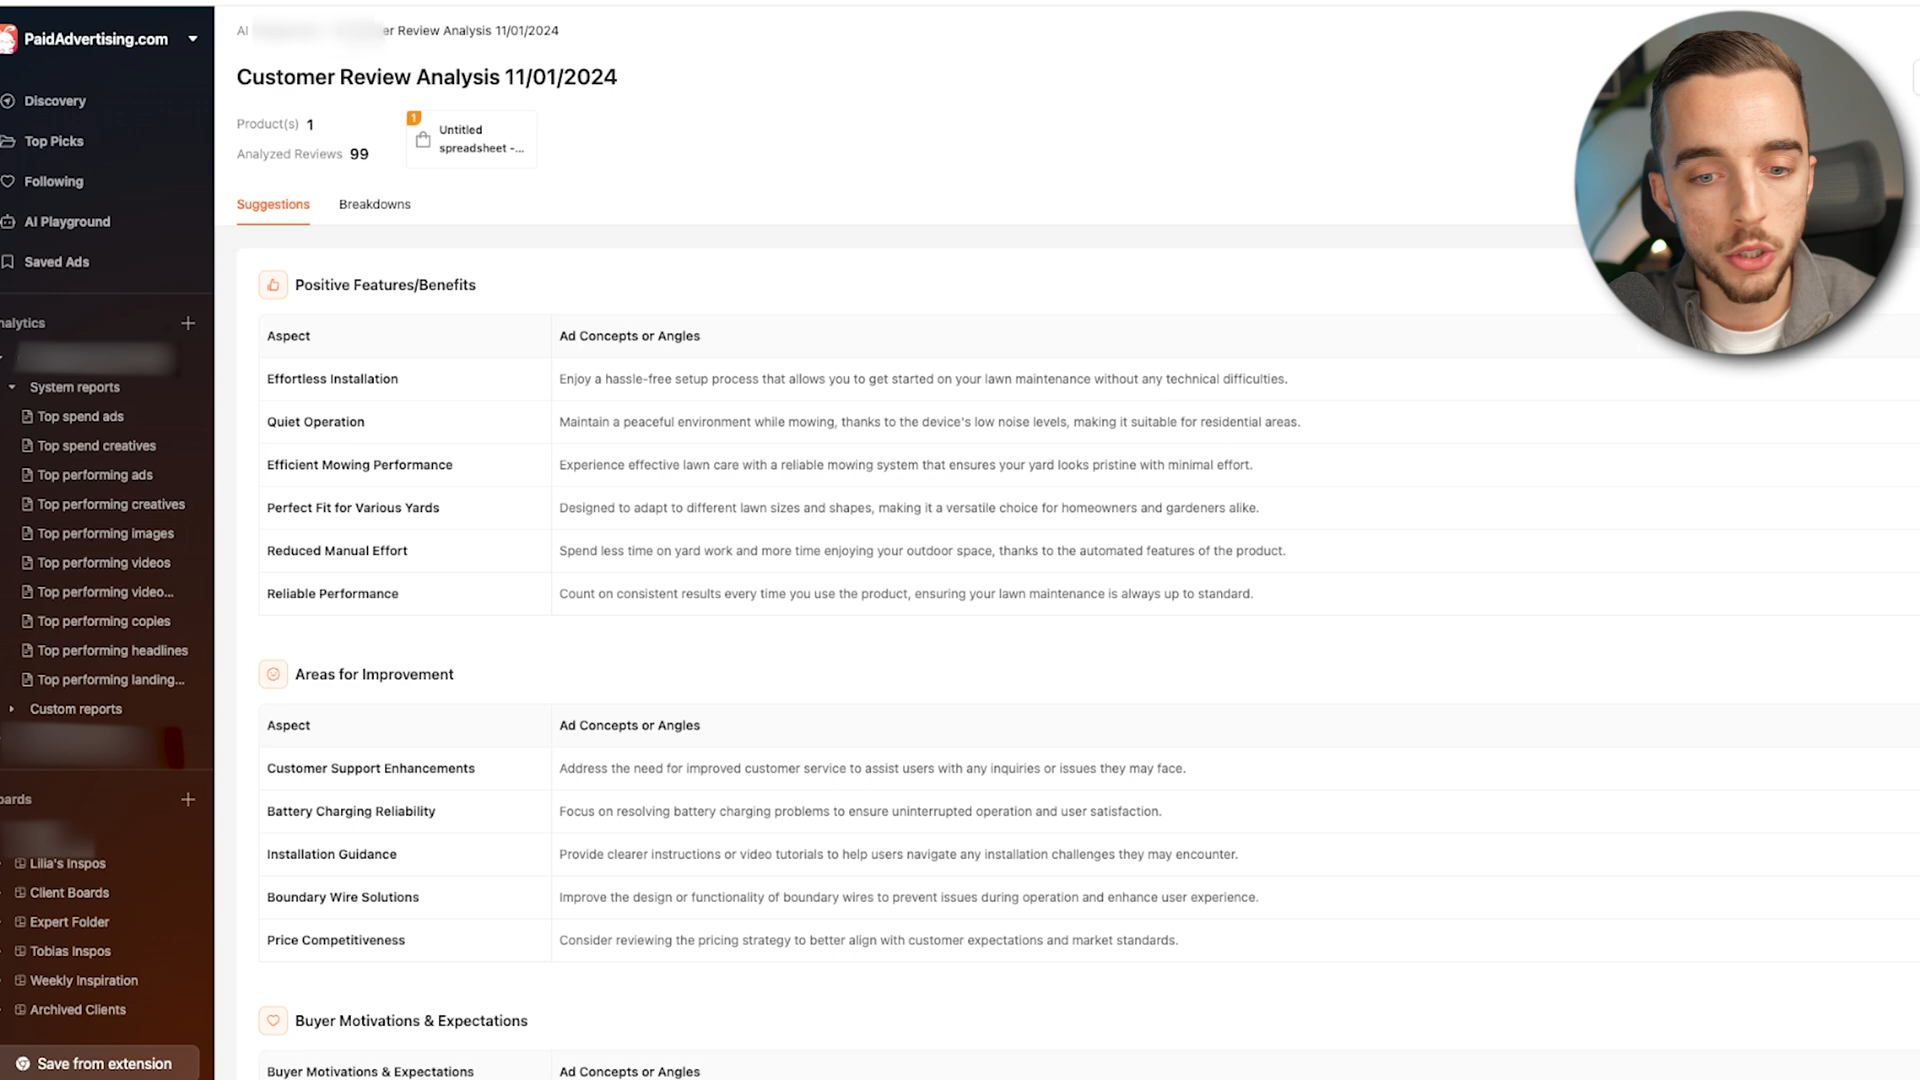 PaidAdvertising.com
Discovery
Top Picks
Following
AI Playground
Saved Ads
nalytics
System reports
Top spend ads
Top spend creatives
Top performing ads
Top performing creatives
Top performing images
Top performing videos
Top performing video...
Top performing copies
Top performing headlines
Top performing landing...
Custom reports
oards
Lilia's Inspos
Client Boards
Expert Folder
Tobias Inspos
Weekly Inspiration
Archived Clients
Save from extension
AI er Review Analysis 11/01/2024
Customer Review Analysis 11/01/2024
Product(s) 1
Analyzed Reviews 99
1
Untitled
spreadsheet -...
Suggestions Breakdowns
Positive Features/Benefits
Aspect Ad Concepts or Angles
Effortless Installation Enjoy a hassle-free setup process that allows you to get started on your lawn maintenance without any technical difficulties.
Quiet Operation Maintain a peaceful environment while mowing, thanks to the device's low noise levels, making it suitable for residential areas.
Efficient Mowing Performance Experience effective lawn care with a reliable mowing system that ensures your yard looks pristine with minimal effort.
Perfect Fit for Various Yards Designed to adapt to different lawn sizes and shapes, making it a versatile choice for homeowners and gardeners alike.
Reduced Manual Effort Spend less time on yard work and more time enjoying your outdoor space, thanks to the automated features of the product.
Reliable Performance Count on consistent results every time you use the product, ensuring your lawn maintenance is always up to standard.
Areas for Improvement
Aspect Ad Concepts or Angles
Customer Support Enhancements Address the need for improved customer service to assist users with any inquiries or issues they may face.
Battery Charging Reliability Focus on resolving battery charging problems to ensure uninterrupted operation and user satisfaction.
Installation Guidance Provide clearer instructions or video tutorials to help users navigate any installation challenges they may encounter.
Boundary Wire Solutions Improve the design or functionality of boundary wires to prevent issues during operation and enhance user experience.
Price Competitiveness Consider reviewing the pricing strategy to better align with customer expectations and market standards.
Buyer Motivations & Expectations
Buyer Motivations & Expectations Ad Concepts or Angles